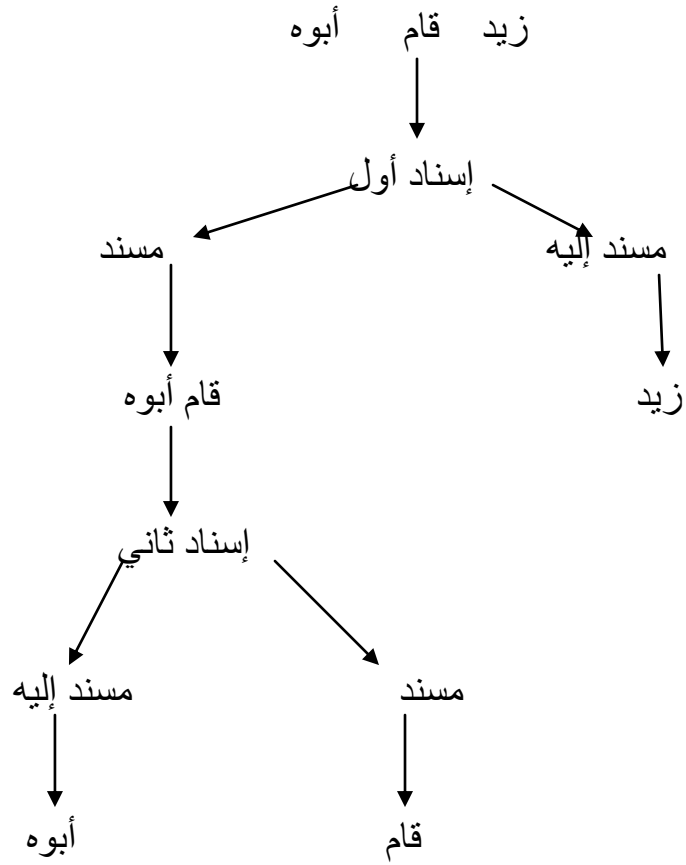 زيد قام أبوه
إسناد أول
مسند إليه مسند
زيد قام أبوه
إسناد ثاني
مسند مسند إليه
قام أبوه